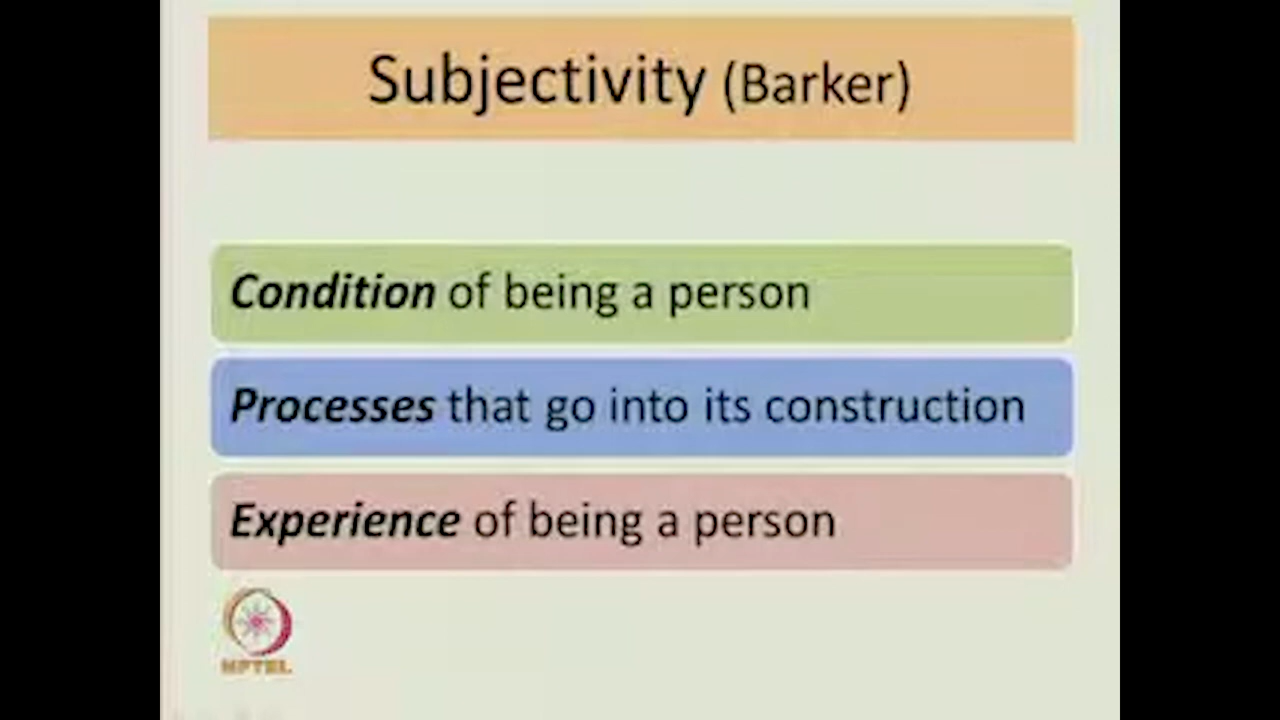 Subjectivity (Barker)
Condition of being a person
Processes that go into its construction
Experience of being a person
NPTEL